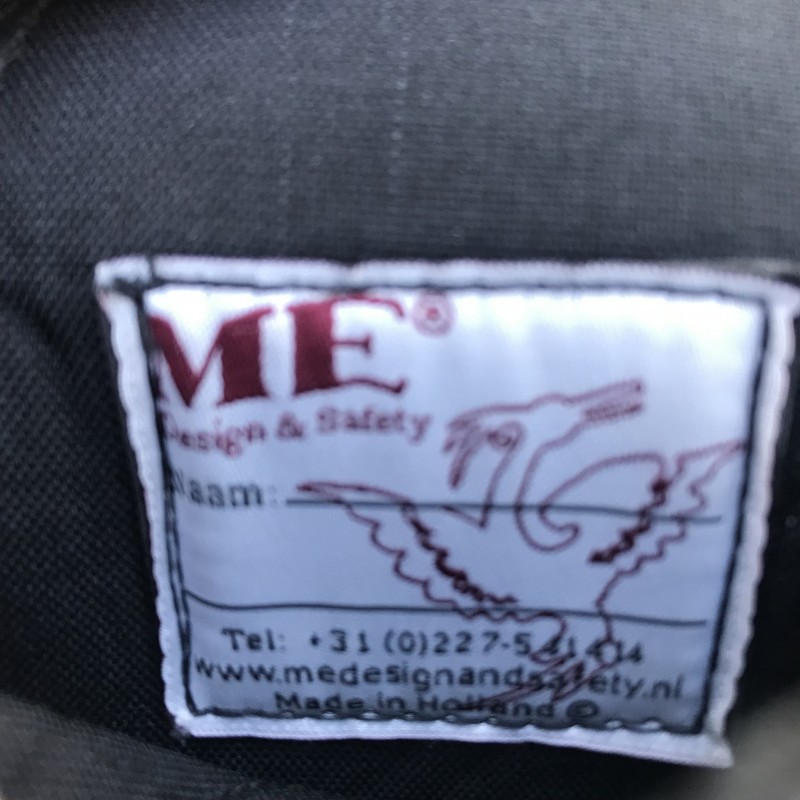 ME®
Design & Safety
Naam:
Tel: +31 (0)227-541414
www.medesignandsafety.nl
Made in Holland ©